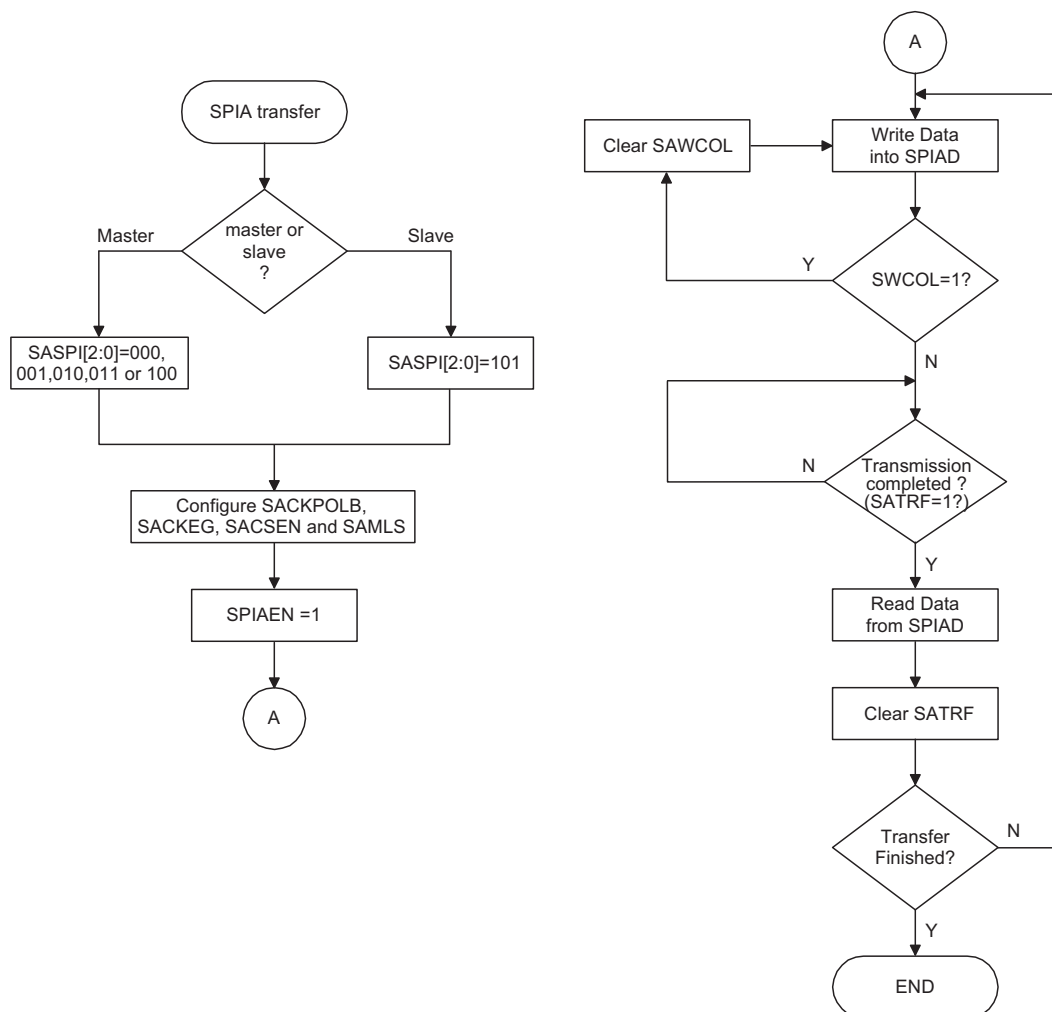 SPIA transfer
master or
slave
?
Master
Slave
SASPI[2:0]=000,
001,010,011 or 100
SASPI[2:0]=101
Configure SACKPOLB,
SACKEG, SACSEN and SAMLS
SPIAEN =1
A
A
Clear SAWCOL
Write Data
into SPIAD
Y
SWCOL=1?
N
N
Transmission
completed ?
(SATRF=1?)
Y
Read Data
from SPIAD
Clear SATRF
Transfer
Finished?
N
Y
END